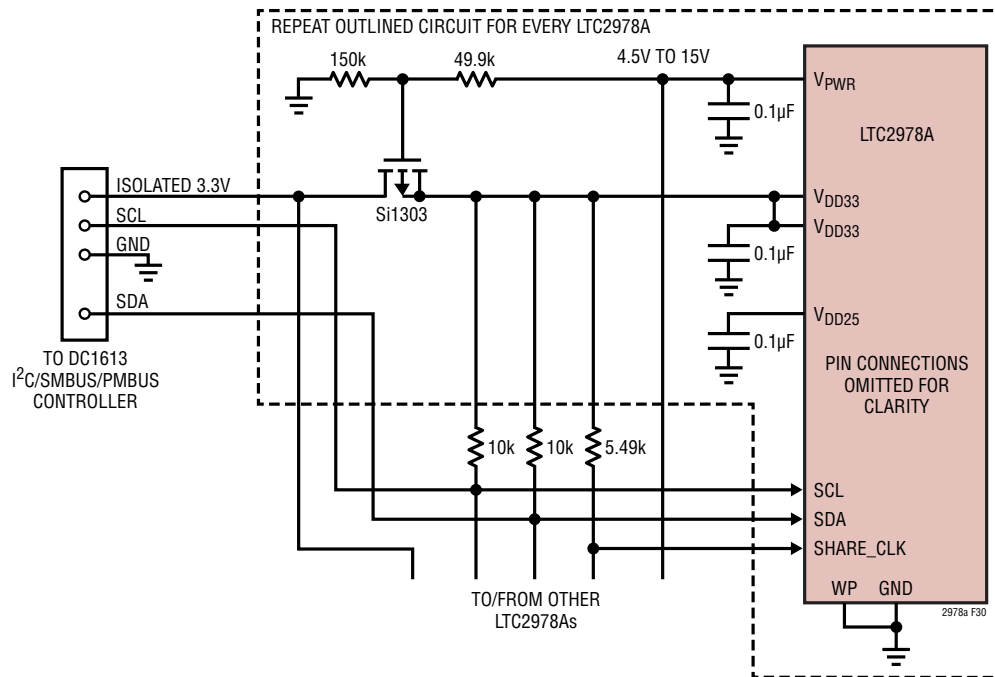 REPEAT OUTLINED CIRCUIT FOR EVERY LTC2978A
150k
49.9k
4.5V TO 15V
VPWR
0.1µF
LTC2978A
ISOLATED 3.3V
Si1303
VDD33
SCL
VDD33
GND
0.1µF
SDA
VDD25
0.1µF
TO DC1613
I2C/SMBUS/PMBUS
CONTROLLER
PIN CONNECTIONS
OMITTED FOR
CLARITY
10k
10k
5.49k
SCL
SDA
SHARE_CLK
TO/FROM OTHER
LTC2978As
WP
GND
2978a F30